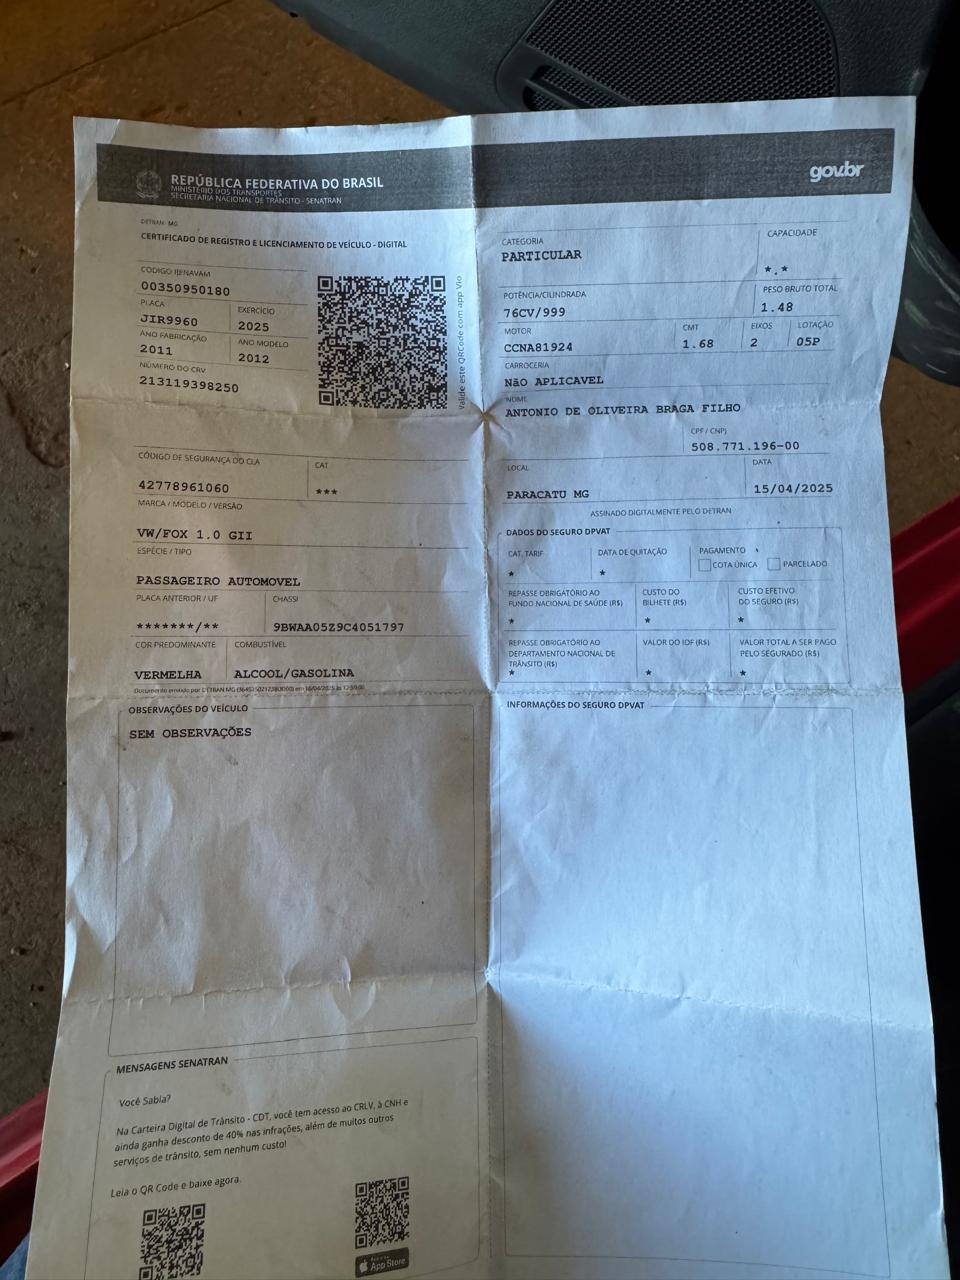 REPÚBLICA FEDERATIVA DO BRASIL
MINISTÉRIO DOS TRANSPORTES
SECRETARIA NACIONAL DE TRÂNSITO - SENATRAN
gov.br
DETRAN- MG
CERTIFICADO DE REGISTRO E LICENCIAMENTO DE VEÍCULO - DIGITAL
CÓDIGO RENAVAM
00350950180
PLACA
EXERCÍCIO
JIR9960
2025
ANO FABRICAÇÃO
ANO MODELO
2011
2012
NÚMERO DO CRV
213119398250
Valide este QRCode com app Vio
CÓDIGO DE SEGURANÇA DO CLA
CAT
42778961060
***
MARCA / MODELO / VERSÃO
VW/FOX 1.0 GII
ESPÉCIE / TIPO
PASSAGEIRO AUTOMOVEL
PLACA ANTERIOR / UF
CHASSI
*******/**
9BWAA05Z9C4051797
COR PREDOMINANTE
COMBUSTÍVEL
VERMELHA
ALCOOL/GASOLINA
Documento emitido por DETRAN MG
CATEGORIA
CAPACIDADE
PARTICULAR
*.*
POTÊNCIA/CILINDRADA
PESO BRUTO TOTAL
76CV/999
1.48
MOTOR
CMT
EIXOS
LOTAÇÃO
CCNA81924
1.68
2
05P
CARROCERIA
NãO APLICAVEL
NOME
ANTONIO DE OLIVEIRA BRAGA FILHO
CPF / CNPJ
508.771.196-00
LOCAL
DATA
PARACATU MG
15/04/2025
ASSINADO DIGITALMENTE PELO DETRAN
DADOS DO SEGURO DPVAT
CAT. TARIF
DATA DE QUITAÇÃO
PAGAMENTO
*
*
COTA ÚNICA
PARCELADO
REPASSE OBRIGATÓRIO AO
FUNDO NACIONAL DE SAÚDE (R$)
CUSTO DO
BILHETE (R$)
CUSTO EFETIVO
DO SEGURO (R$)
*
*
*
REPASSE OBRIGATÓRIO AO
DEPARTAMENTO NACIONAL DE
TRÂNSITO (R$)
VALOR DO IOF (R$)
VALOR TOTAL A SER PAGO
PELO SEGURADO (R$)
*
*
*
OBSERVAÇÕES DO VEÍCULO
SEM OBSERVAÇÕES
INFORMAÇÕES DO SEGURO DPVAT
MENSAGENS SENATRAN
Você Sabia?
Na Carteira Digital de Trânsito - CDT, você tem acesso ao CRLV, à CNH e
ainda ganha desconto de 40% nas infrações, além de muitos outros
serviços de trânsito, sem nenhum custo!
Leia o QR Code e baixe agora.
App Store